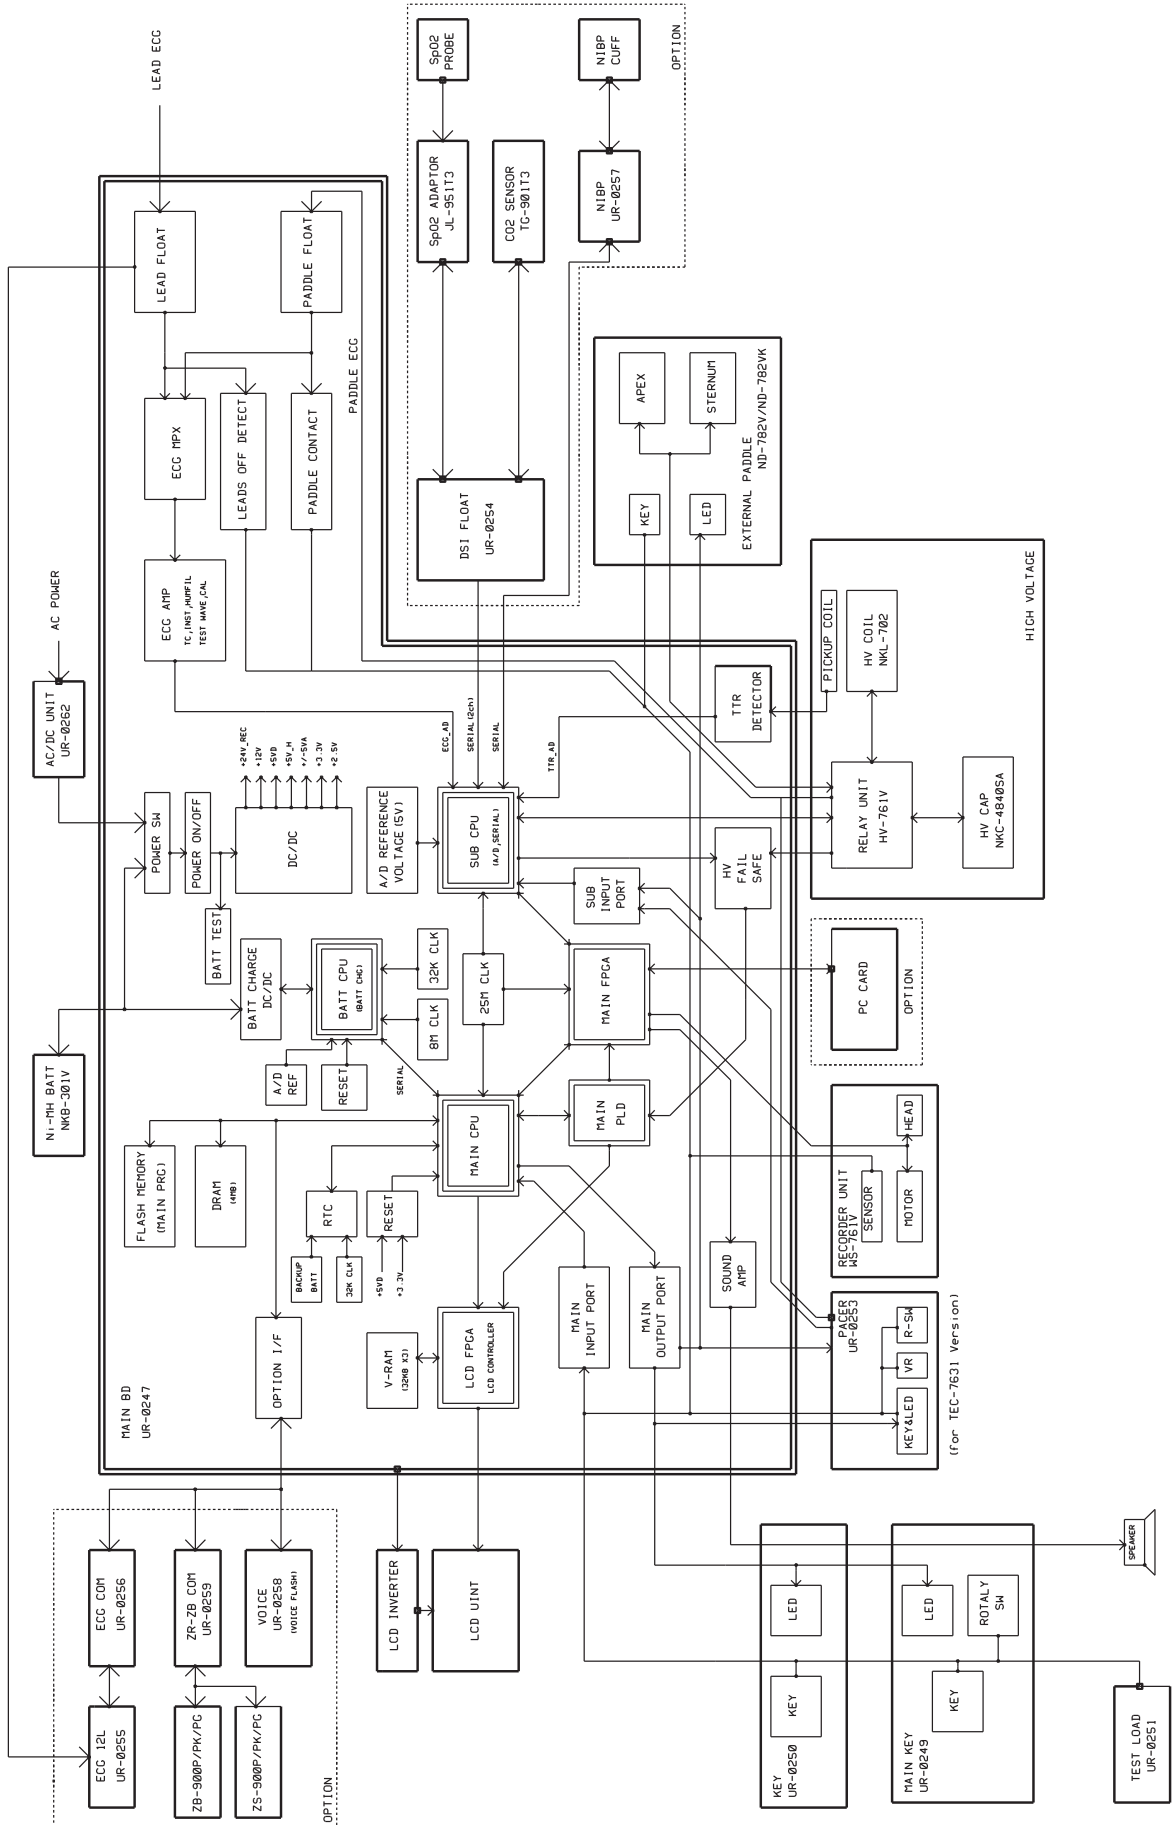 LEAD ECG
SpO2
PROBE
NIBP
CUFF
OPTION
SpO2 ADAPTOR
JL-951T3
CO2 SENSOR
TG-901T3
NIBP
UR-0257
LEAD FLOAT
PADDLE FLOAT
PADDLE ECG
ECG MPX
LEADS OFF DETECT
PADDLE CONTACT
DSI FLOAT
UR-0254
APEX
STERNUM
KEY
LED
EXTERNAL PADDLE
ND-782V/ND-782VK
AC POWER
AC/DC UNIT
UR-0262
ECG AMP
TC,INST,HUMFIL
TEST WAVE,CAL
ECG_AD
SERIAL(2ch)
SERIAL
TTR_AD
TTR
DETECTOR
PICKUP COIL
HV COIL
NKL-702
HIGH VOLTAGE
RELAY UNIT
HV-761V
HV CAP
NKC-4840SA
POWER SW
POWER ON/OFF
DC/DC
+24V_REC
+12V
+5VD
+5V_H
+/-5VA
+3.3V
+2.5V
A/D REFERENCE
VOLTAGE(5V)
SUB CPU
(A/D,SERIAL)
SUB
INPUT
PORT
HV
FAIL
SAFE
BATT TEST
BATT CHARGE
DC/DC
BATT CPU
(BATT CHG)
32K CLK
8M CLK
25M CLK
MAIN FPGA
PC CARD
OPTION
Ni-MH BATT
NKB-301V
A/D
REF
RESET
SERIAL
MAIN CPU
MAIN
PLD
FLASH MEMORY
(MAIN PRG)
DRAM
(4MB)
RTC
RESET
BACKUP
BATT
32K CLK
+5VD
+3.3V
RECORDER UNIT
WS-761V
SENSOR
HEAD
MOTOR
SOUND
AMP
MAIN BD
UR-0247
OPTION I/F
V-RAM
(32KB X2)
LCD FPGA
LCD CONTROLLER
MAIN
INPUT PORT
MAIN
OUTPUT PORT
PACER
UR-0253
R-SW
VR
KEY&LED
(for TEC-7631 Version)
ECG COM
UR-0256
ZR-ZB COM
UR-0259
VOICE
UR-0258
(VOICE FLASH)
LCD INVERTER
LCD UINT
ECG 12L
UR-0255
ZB-900P/PK/PG
ZS-900P/PK/PG
OPTION
LED
KEY
KEY
UR-0250
LED
ROTALY
SW
KEY
MAIN KEY
UR-0249
SPEAKER
TEST LOAD
UR-0251